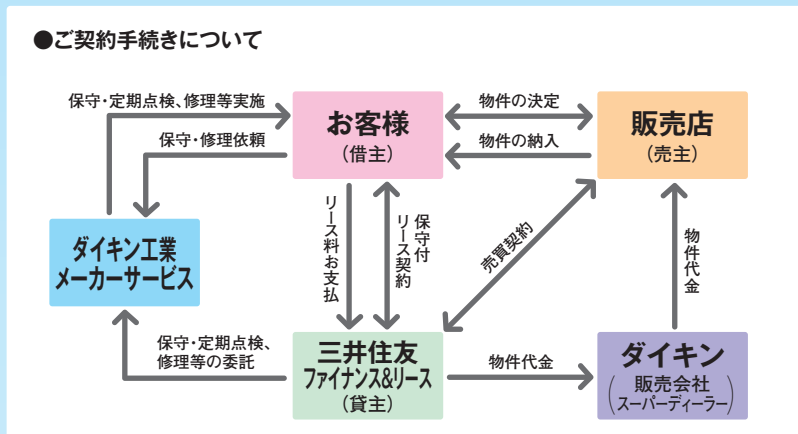 ●ご契約手続きについて
保守・定期点検、修理等実施
保守・修理依頼
お客様
（借主）
物件の決定
物件の納入
販売店
（売主）
ダイキン工業
メーカーサービス
リース料お支払
保守付
リース契約
売買契約
物件代金
保守・定期点検、
修理等の委託
三井住友
ファイナンス&リース
（貸主）
物件代金
ダイキン
（販売会社
スーパーディーラー）